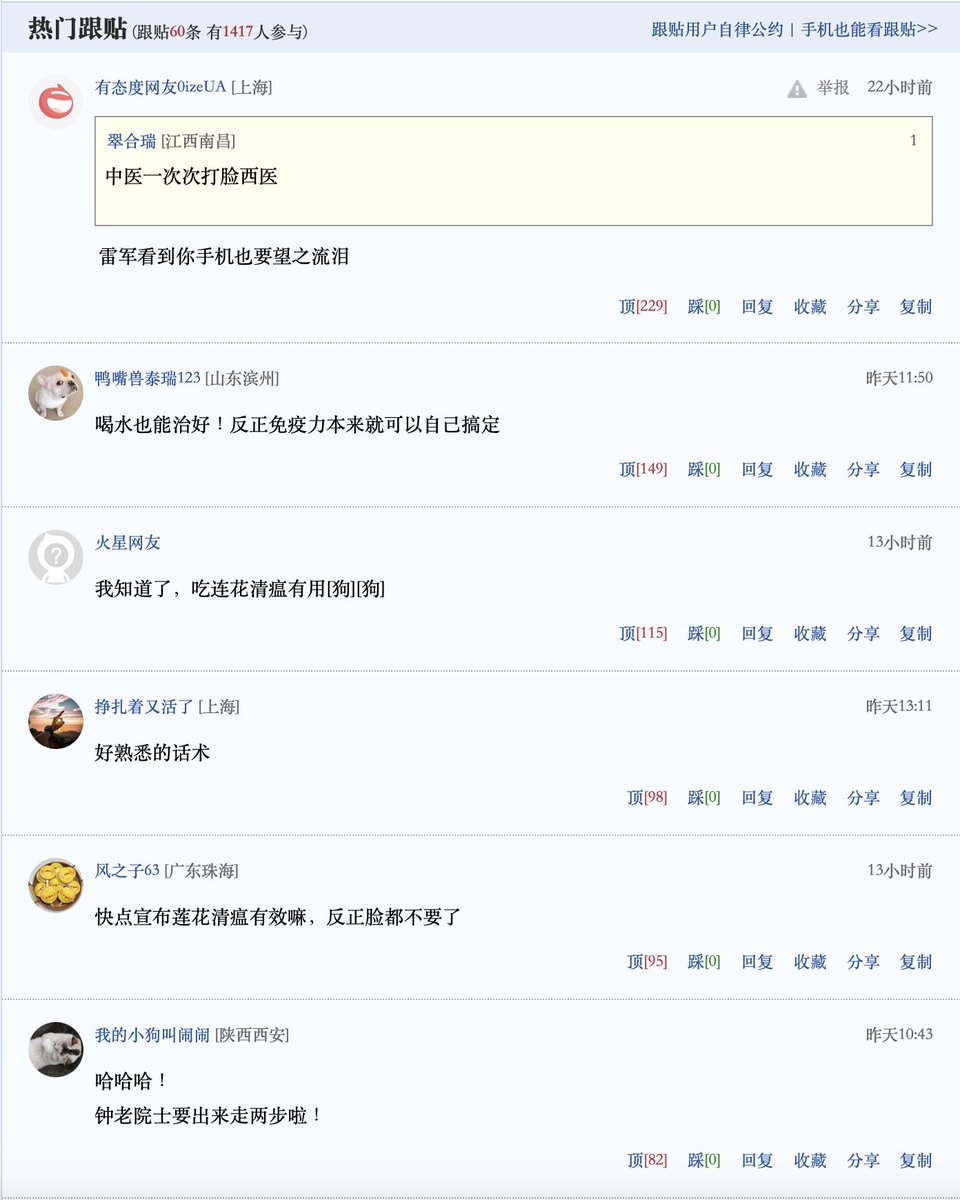 热门跟贴 (跟贴60条 有1417人参与) 跟贴用户自律公约 | 手机也能看跟贴>>
有态度网友0izeUA [上海] 举报 22小时前
翠合瑞 [江西南昌] 1
中医一次次打脸西医
雷军看到你手机也要望之流泪
顶[229] 踩[0] 回复 收藏 分享 复制
鸭嘴兽泰瑞123 [山东滨州] 昨天11:50
喝水也能治好！反正免疫力本来就可以自己搞定
顶[149] 踩[0] 回复 收藏 分享 复制
火星网友 13小时前
我知道了，吃连花清瘟有用[狗][狗]
顶[115] 踩[0] 回复 收藏 分享 复制
挣扎着又活了 [上海] 昨天13:11
好熟悉的话术
顶[98] 踩[0] 回复 收藏 分享 复制
风之子63 [广东珠海] 13小时前
快点宣布莲花清瘟有效嘛，反正脸都不要了
顶[95] 踩[0] 回复 收藏 分享 复制
我的小狗叫闹闹 [陕西西安] 昨天10:43
哈哈哈！
钟老院士要出来走两步啦！
顶[82] 踩[0] 回复 收藏 分享 复制